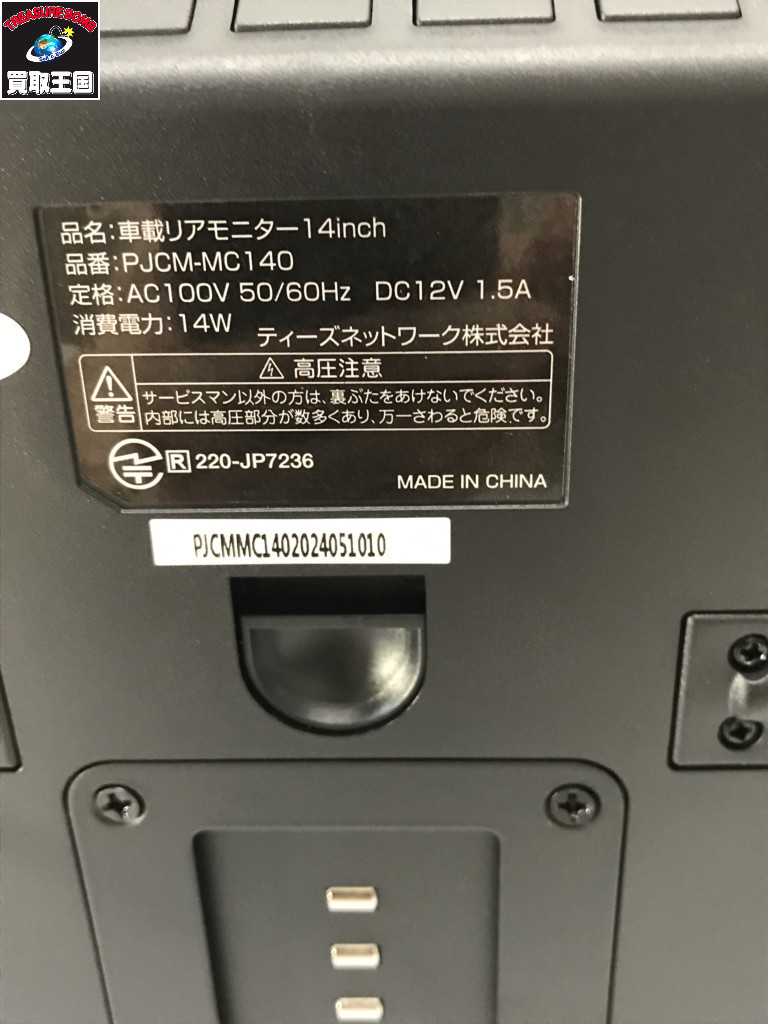 TREASURE BOMB
買取王国
品名:車載リアモニター14inch
品番:PJCM-MC140
定格:AC100V 50/60Hz DC12V 1.5A
消費電力:14W
ティーズネットワーク株式会社
高圧注意
警告
サービスマン以外の方は、裏ぶたをあけないでください。
内部には高圧部分が数多くあり、万一さわると危険です。
R 220-JP7236
MADE IN CHINA
PJCMMC1402024051010